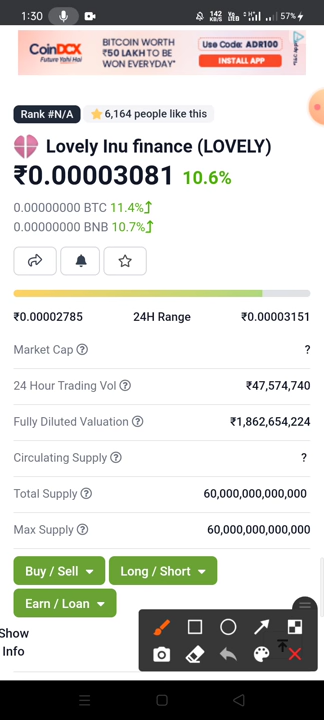 1:30
142
KB/S
Vo
LTE
57%
CoinDCX
Future Yahi Hai
BITCOIN WORTH
₹50 LAKH TO BE
WON EVERYDAY*
Use Code: ADR100
INSTALL APP
Rank #N/A
6,164 people like this
Lovely Inu finance (LOVELY)
₹0.00003081 10.6%
0.00000000 BTC 11.4%
0.00000000 BNB 10.7%
₹0.00002785 24H Range ₹0.00003151
Market Cap ? ?
24 Hour Trading Vol ? ₹47,574,740
Fully Diluted Valuation ? ₹1,862,654,224
Circulating Supply ? ?
Total Supply ? 60,000,000,000,000
Max Supply ? 60,000,000,000,000
Buy / Sell
Long / Short
Earn / Loan
Show
Info